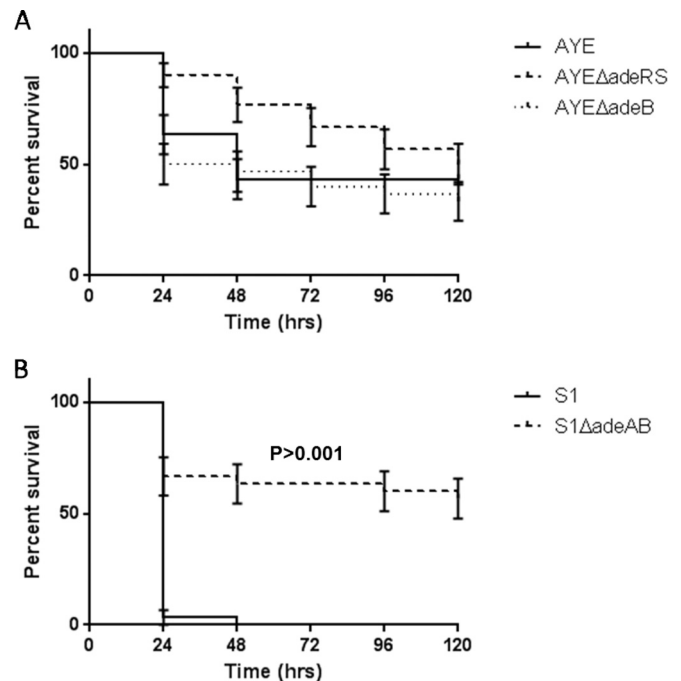 A
AYE
AYEΔadeRS
AYEΔadeB
Percent survival
100
50
0
0 24 48 72 96 120
Time (hrs)
B
S1
S1ΔadeAB
P>0.001
Percent survival
100
50
0
0 24 48 72 96 120
Time (hrs)